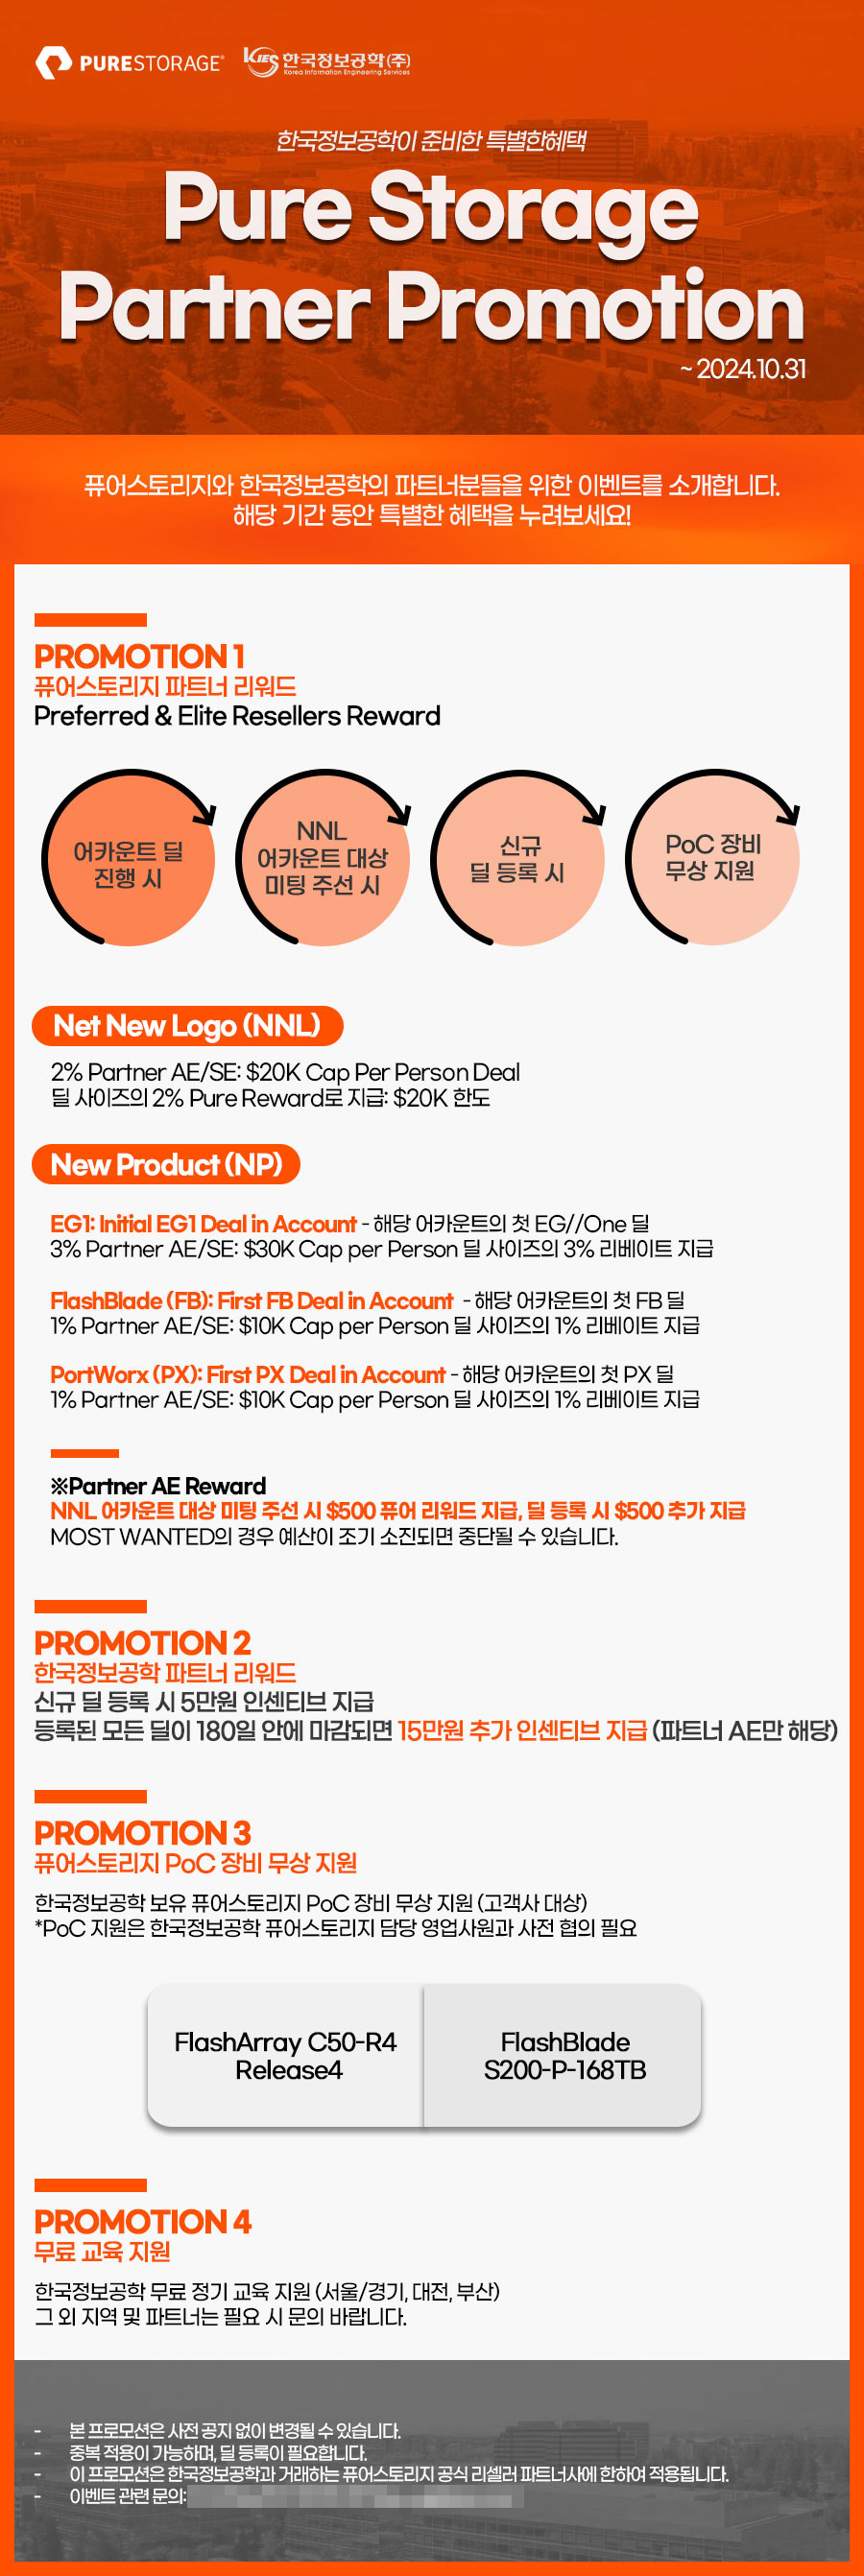 PURESTORAGE
KIES 한국정보공학(주)
Korea Information Engineering Services
한국정보공학이 준비한 특별한혜택
Pure Storage
Partner Promotion
~ 2024.10.31
퓨어스토리지와 한국정보공학의 파트너분들을 위한 이벤트를 소개합니다.
해당 기간 동안 특별한 혜택을 누려보세요!
PROMOTION 1
퓨어스토리지 파트너 리워드
Preferred & Elite Resellers Reward
어카운트 딜
진행 시
NNL
어카운트 대상
미팅 주선 시
신규
딜 등록 시
PoC 장비
무상 지원
Net New Logo (NNL)
2% Partner AE/SE: $20K Cap Per Person Deal
딜 사이즈의 2% Pure Reward로 지급: $20K 한도
New Product (NP)
EG1: Initial EG1 Deal in Account - 해당 어카운트의 첫 EG//One 딜
3% Partner AE/SE: $30K Cap per Person 딜 사이즈의 3% 리베이트 지급
FlashBlade (FB): First FB Deal in Account - 해당 어카운트의 첫 FB 딜
1% Partner AE/SE: $10K Cap per Person 딜 사이즈의 1% 리베이트 지급
PortWorx (PX): First PX Deal in Account - 해당 어카운트의 첫 PX 딜
1% Partner AE/SE: $10K Cap per Person 딜 사이즈의 1% 리베이트 지급
※Partner AE Reward
NNL 어카운트 대상 미팅 주선 시 $500 퓨어 리워드 지급, 딜 등록 시 $500 추가 지급
MOST WANTED의 경우 예산이 조기 소진되면 중단될 수 있습니다.
PROMOTION 2
한국정보공학 파트너 리워드
신규 딜 등록 시 5만원 인센티브 지급
등록된 모든 딜이 180일 안에 마감되면 15만원 추가 인센티브 지급 (파트너 AE만 해당)
PROMOTION 3
퓨어스토리지 PoC 장비 무상 지원
한국정보공학 보유 퓨어스토리지 PoC 장비 무상 지원 (고객사 대상)
*PoC 지원은 한국정보공학 퓨어스토리지 담당 영업사원과 사전 협의 필요
FlashArray C50-R4
Release4
FlashBlade
S200-P-168TB
PROMOTION 4
무료 교육 지원
한국정보공학 무료 정기 교육 지원 (서울/경기, 대전, 부산)
그 외 지역 및 파트너는 필요 시 문의 바랍니다.
- 본 프로모션은 사전 공지 없이 변경될 수 있습니다.
- 중복 적용이 가능하며, 딜 등록이 필요합니다.
- 이 프로모션은 한국정보공학과 거래하는 퓨어스토리지 공식 리셀러 파트너사에 한하여 적용됩니다.
- 이벤트 관련 문의: